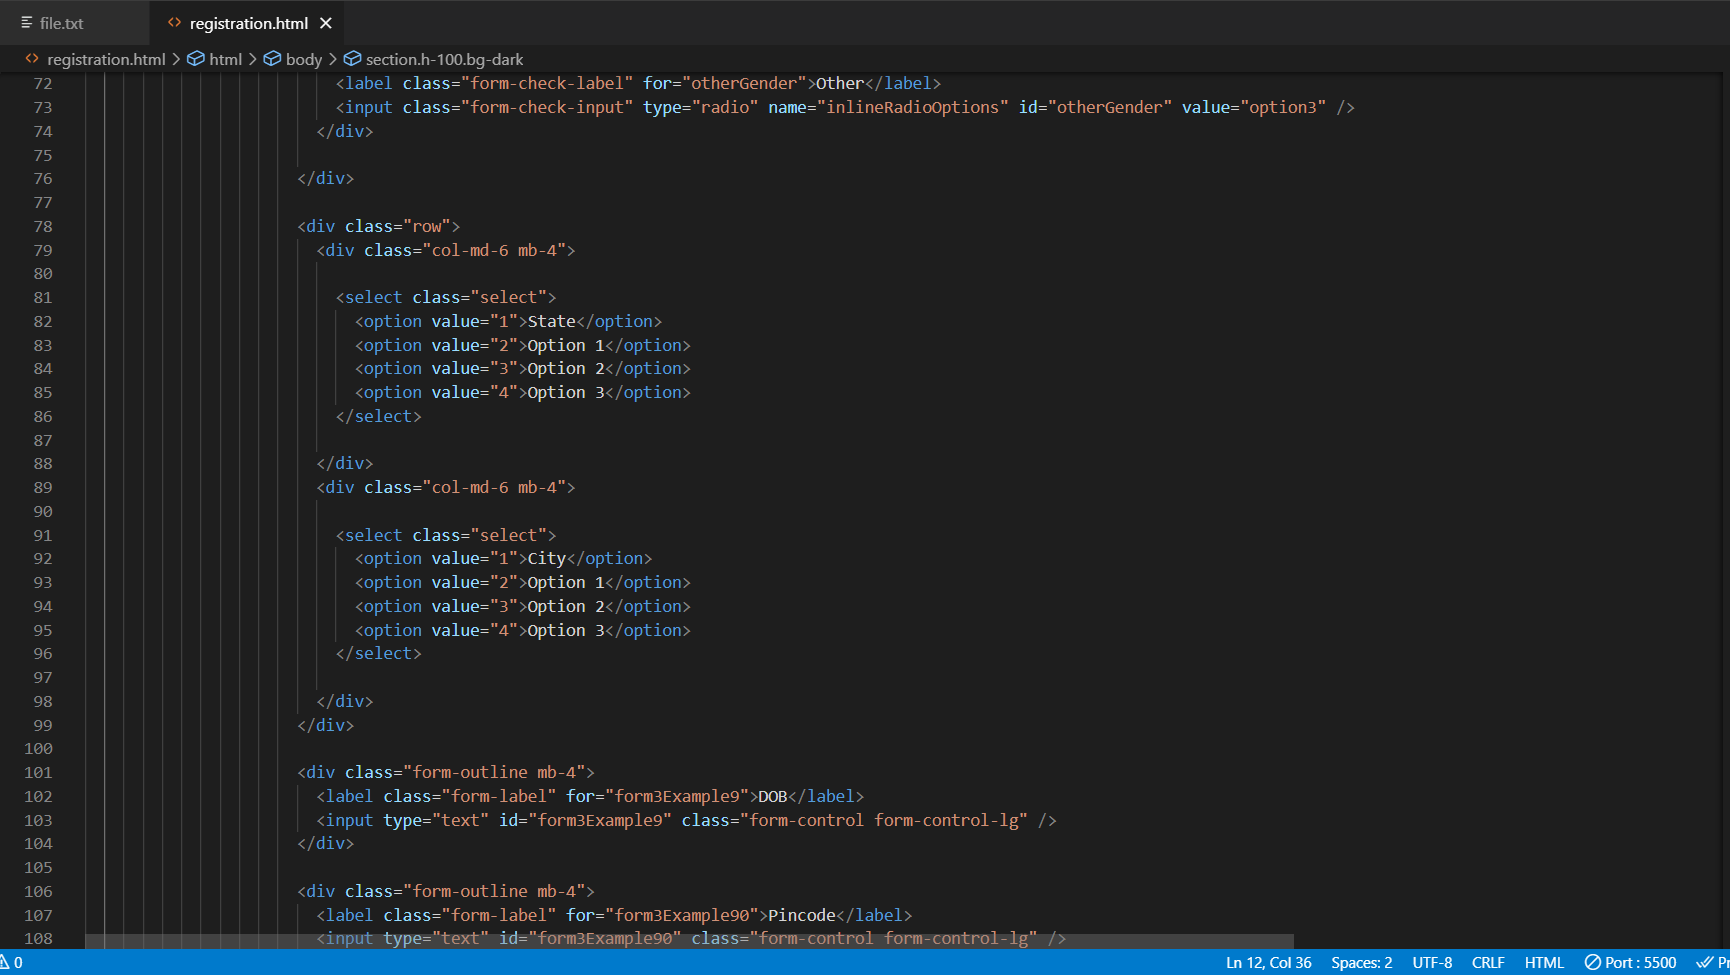 file.txt registration.html
registration.html > html > body > section.h-100.bg-dark
72 <label class="form-check-label" for="otherGender">Other</label>
73 <input class="form-check-input" type="radio" name="inlineRadioOptions" id="otherGender" value="option3" />
74 </div>
75
76 </div>
77
78 <div class="row">
79 <div class="col-md-6 mb-4">
80
81 <select class="select">
82 <option value="1">State</option>
83 <option value="2">Option 1</option>
84 <option value="3">Option 2</option>
85 <option value="4">Option 3</option>
86 </select>
87
88 </div>
89 <div class="col-md-6 mb-4">
90
91 <select class="select">
92 <option value="1">City</option>
93 <option value="2">Option 1</option>
94 <option value="3">Option 2</option>
95 <option value="4">Option 3</option>
96 </select>
97
98 </div>
99 </div>
100
101 <div class="form-outline mb-4">
102 <label class="form-label" for="form3Example9">DOB</label>
103 <input type="text" id="form3Example9" class="form-control form-control-lg" />
104 </div>
105
106 <div class="form-outline mb-4">
107 <label class="form-label" for="form3Example90">Pincode</label>
108 <input type="text" id="form3Example90" class="form-control form-control-lg" />
0 Ln 12, Col 36 Spaces: 2 UTF-8 CRLF HTML Port : 5500